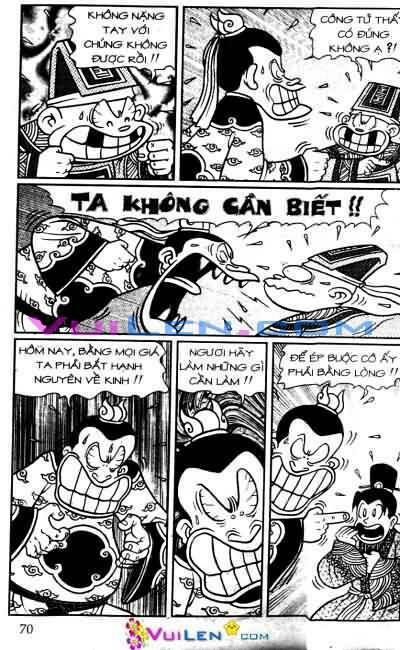 KHÔNG NẶNG
TAY VỚI
CHÚNG KHÔNG
ĐƯỢC RỒI !!
CÔNG TỬ THẤY
CÓ ĐÚNG
KHÔNG Ạ ?!
TA KHÔNG CẦN BIẾT !!
VUILEN.COM
HÔM NAY, BẰNG MỌI GIÁ
TA PHẢI BẮT HẠNH
NGUYÊN VỀ KINH !!
NGƯƠI HÃY
LÀM NHỮNG GÌ
CẦN LÀM !!
ĐỂ ÉP BUỘC CÔ ẤY
PHẢI BẰNG LÒNG !!
70
VUILEN.COM